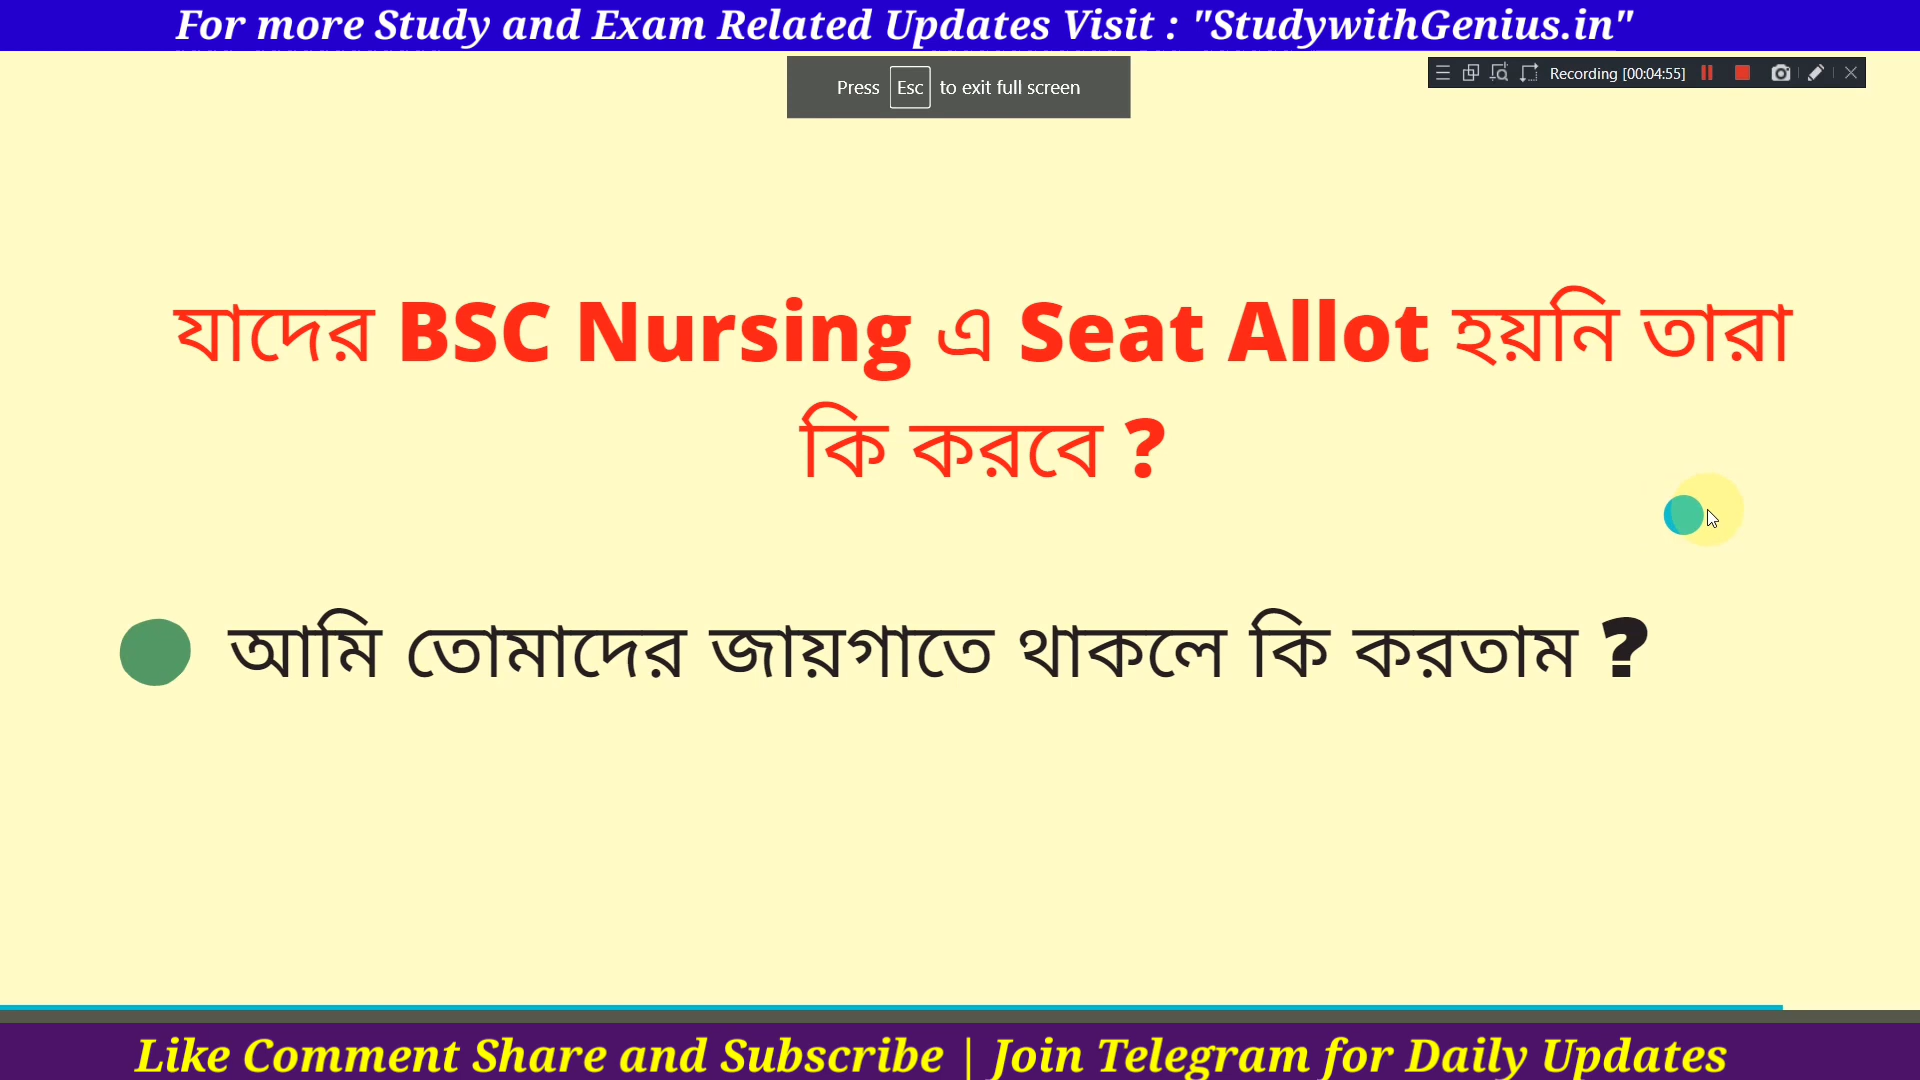 For more Study and Exam Related Updates Visit : "StudywithGenius.in"
Press Esc to exit full screen
Recording [00:04:55]
যাদের BSC Nursing এ Seat Allot হয়নি তারা
কি করবে ?
আমি তোমাদের জায়গাতে থাকলে কি করতাম ?
Like Comment Share and Subscribe | Join Telegram for Daily Updates